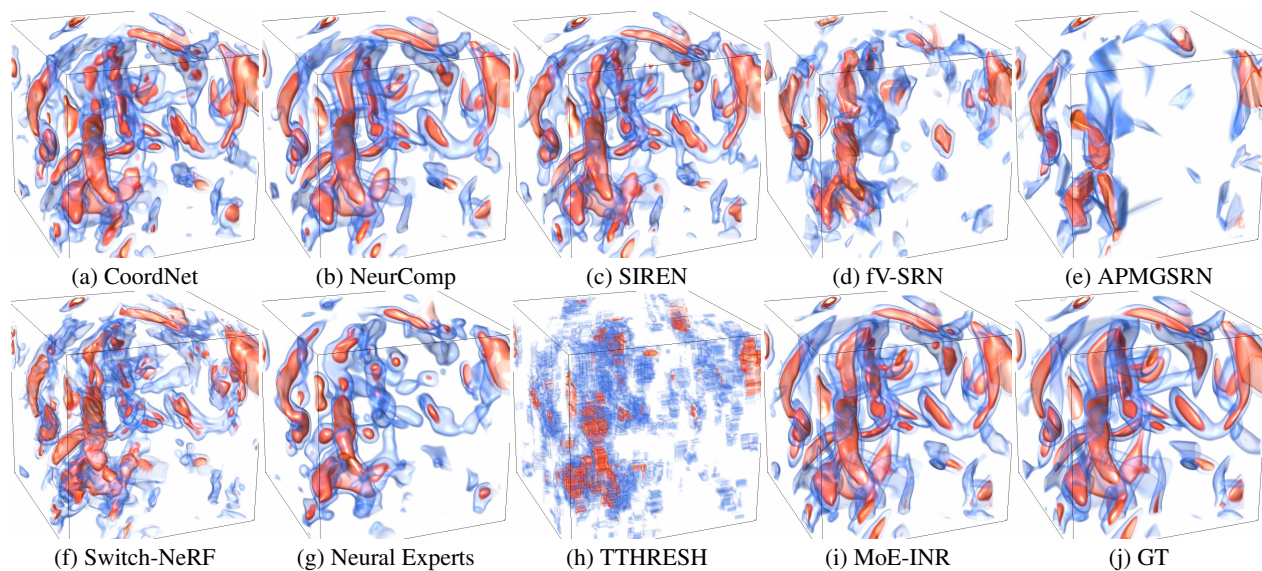 (a) CoordNet
(b) NeurComp
(c) SIREN
(d) fV-SRN
(e) APMGSRN
(f) Switch-NeRF
(g) Neural Experts
(h) TTHRESH
(i) MoE-INR
(j) GT